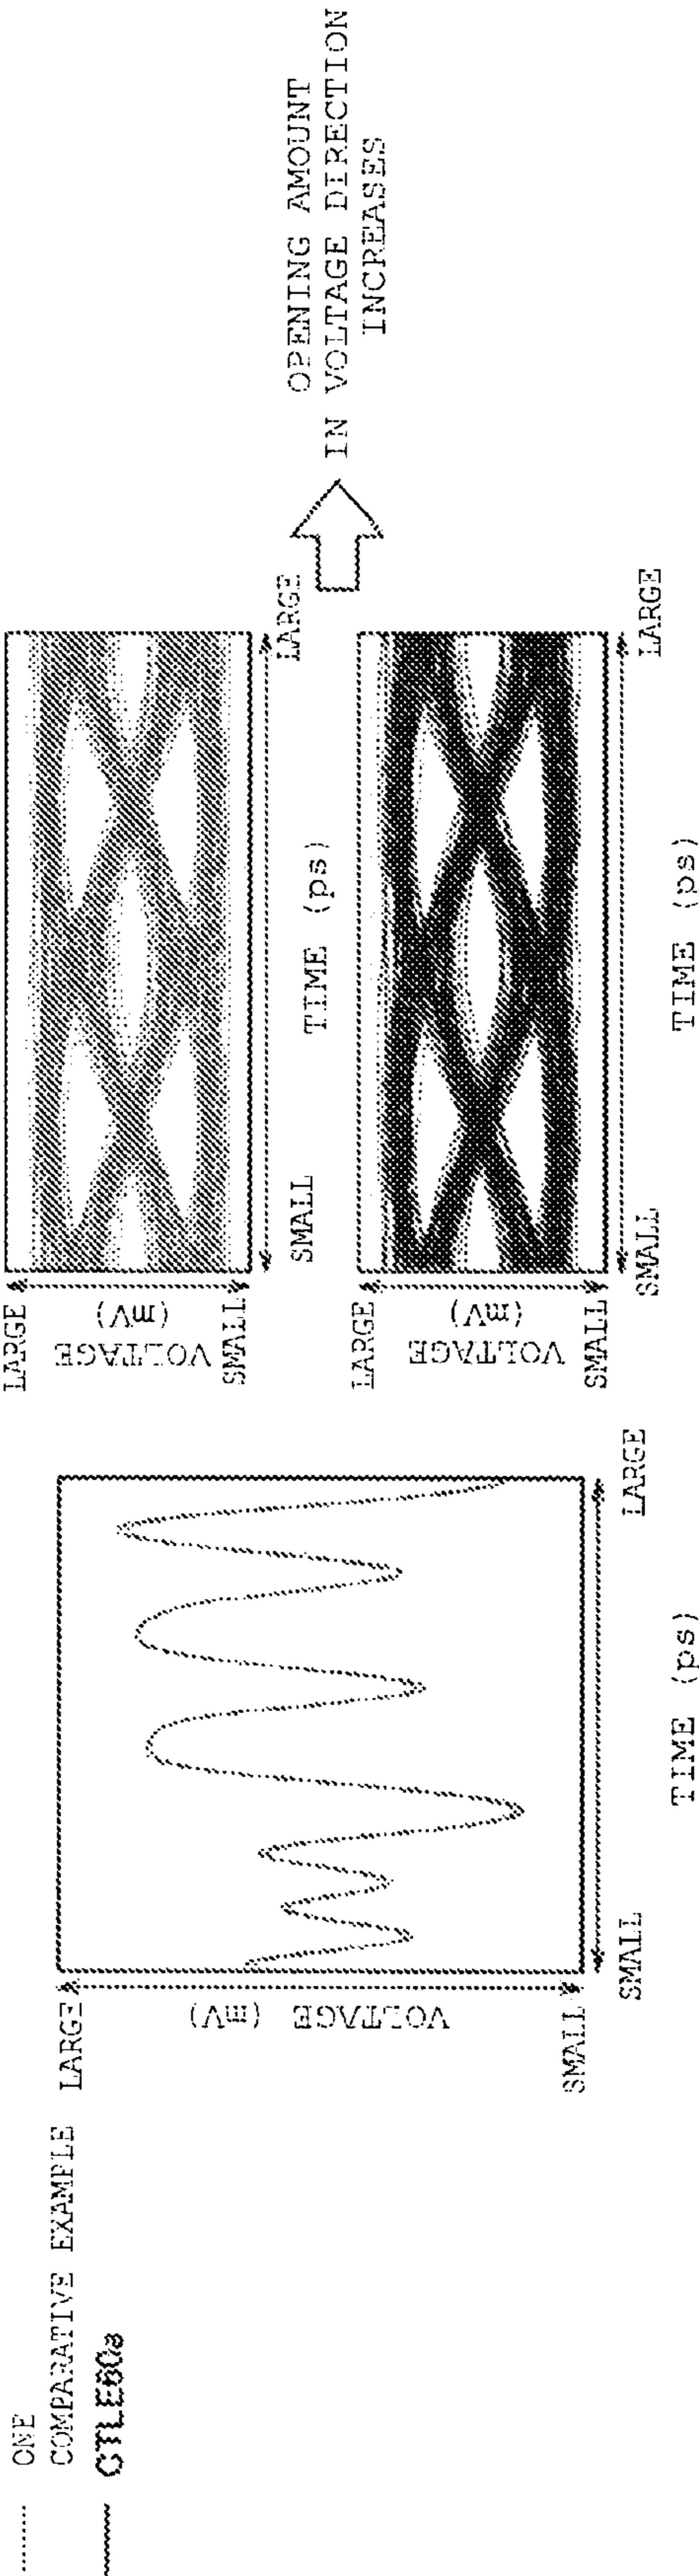 ONE
COMPARATIVE EXAMPLE
CTLE60a
LARGE
VOLTAGE (mV)
SMALL
SMALL
LARGE
TIME (ps)
LARGE
VOLTAGE
(mV)
SMALL
SMALL
TIME (ps)
LARGE
LARGE
VOLTAGE
(mV)
SMALL
SMALL
LARGE
TIME (ps)
OPENING AMOUNT
IN VOLTAGE DIRECTION
INCREASES